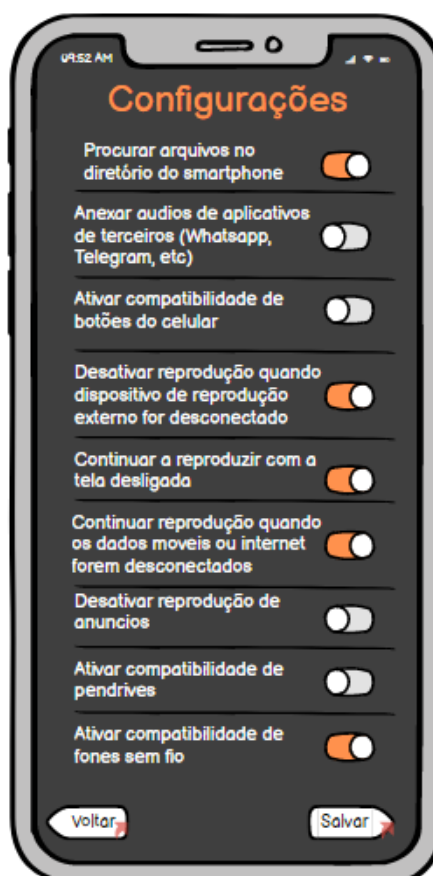 09:52 AM
Configurações
Procurar arquivos no
diretório do smartphone
Anexar audios de aplicativos
de terceiros (Whatsapp,
Telegram, etc)
Ativar compatibilidade de
botões do celular
Desativar reprodução quando
dispositivo de reprodução
externo for desconectado
Continuar a reproduzir com a
tela desligada
Continuar reprodução quando
os dados moveis ou internet
forem desconectados
Desativar reprodução de
anuncios
Ativar compatibilidade de
pendrives
Ativar compatibilidade de
fones sem fio
Voltar
Salvar